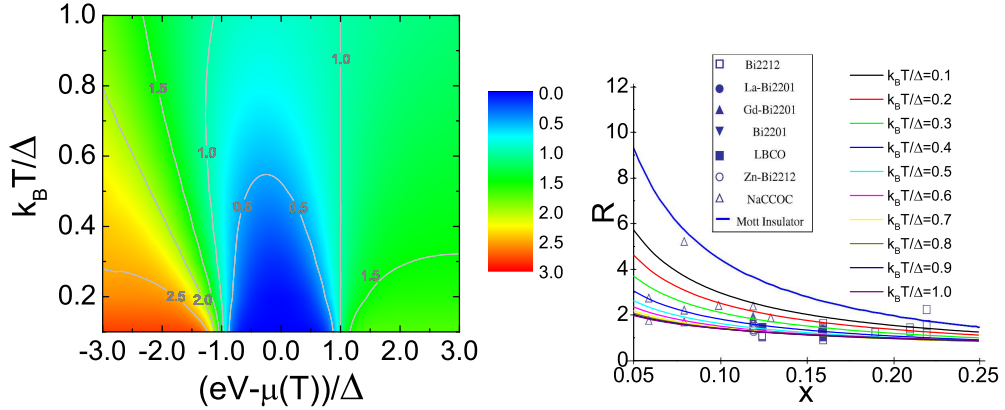 1.0
0.8
0.6
0.4
0.2
k_B T/Δ
1.5
1.0
1.0
0.5
0.5
1.5
2.5
2.0
-3.0 -2.0 -1.0 0.0 1.0 2.0 3.0
(eV-μ(T))/Δ
0.0
0.5
1.0
1.5
2.0
2.5
3.0
12
10
8
6
4
2
0
R
0.05 0.10 0.15 0.20 0.25
x
Bi2212
La-Bi2201
Gd-Bi2201
Bi2201
LBCO
Zn-Bi2212
NaCCOC
Mott Insulator
k_BT/Δ=0.1
k_BT/Δ=0.2
k_BT/Δ=0.3
k_BT/Δ=0.4
k_BT/Δ=0.5
k_BT/Δ=0.6
k_BT/Δ=0.7
k_BT/Δ=0.8
k_BT/Δ=0.9
k_BT/Δ=1.0